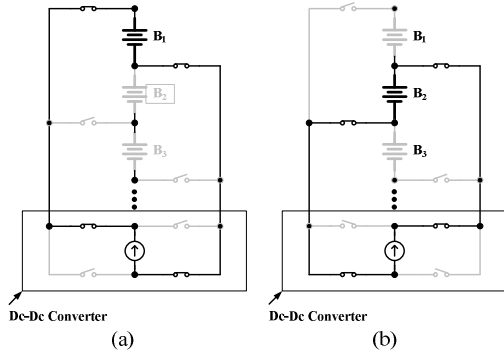 B1
B2
B3
Dc-Dc Converter
(a)
B1
B2
B3
Dc-Dc Converter
(b)